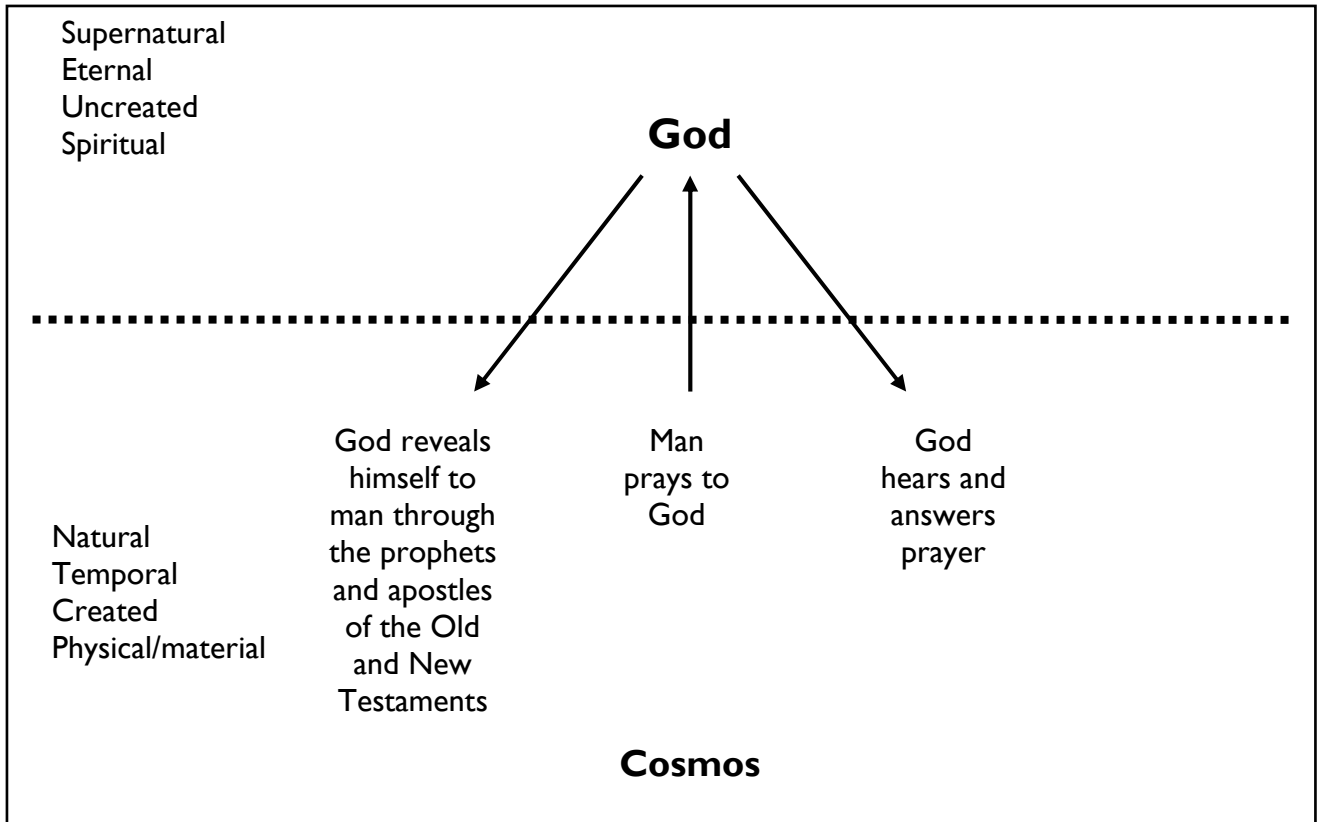 Supernatural
Eternal
Uncreated
Spiritual
God
God reveals
himself to
man through
the prophets
and apostles
of the Old
and New
Testaments
Man
prays to
God
God
hears and
answers
prayer
Natural
Temporal
Created
Physical/material
Cosmos